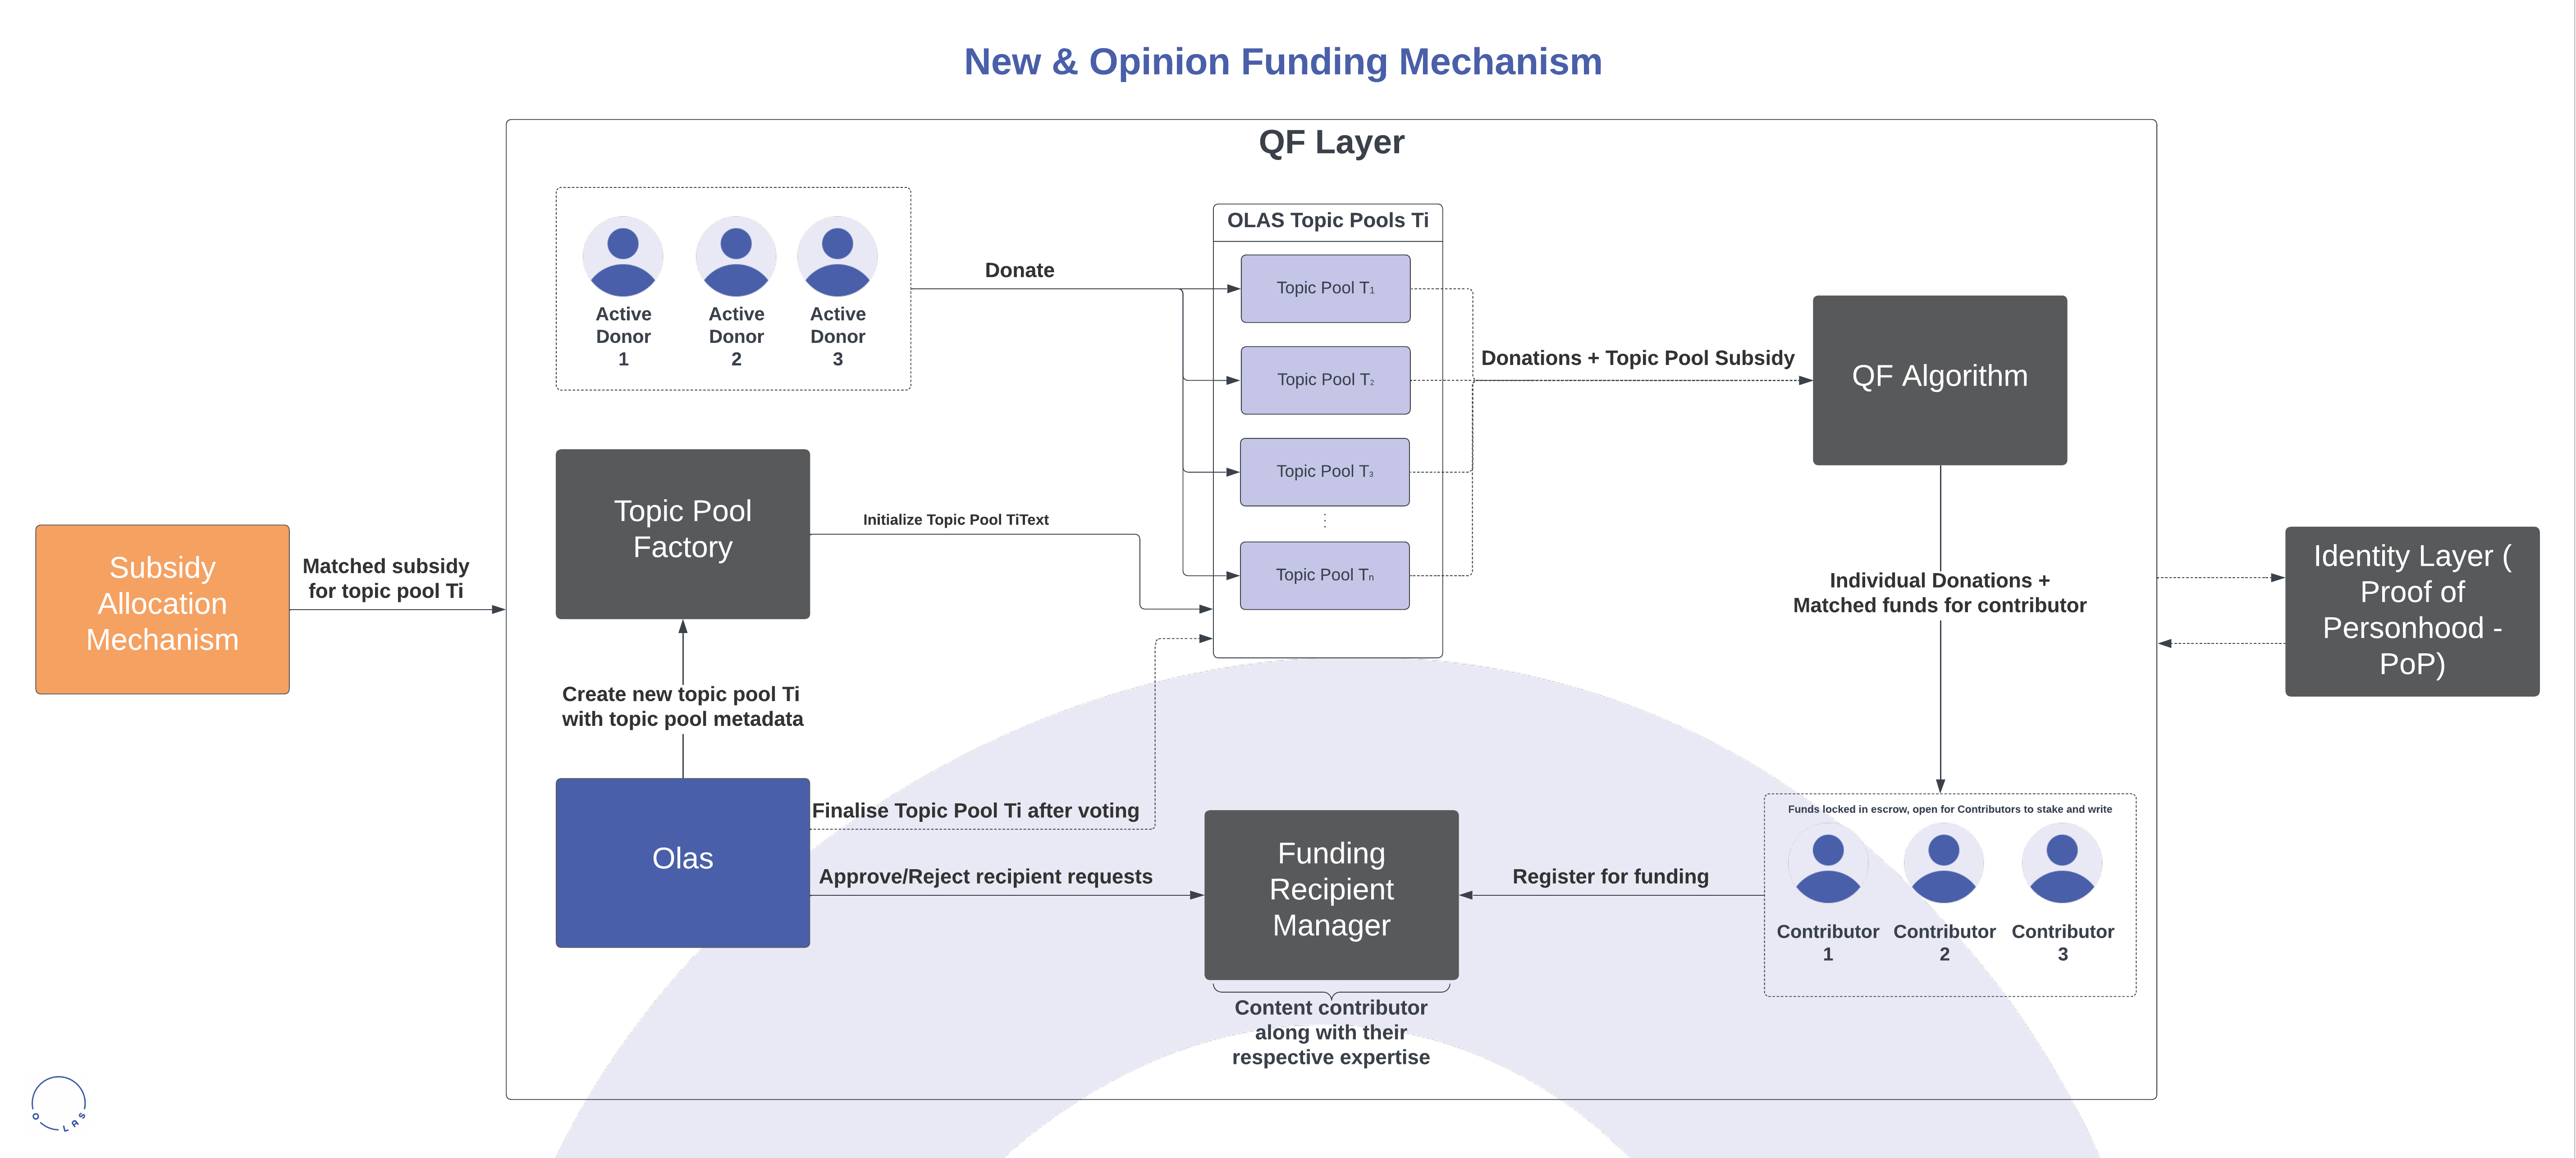 New & Opinion Funding Mechanism
QF Layer
Active
Donor
1
Active
Donor
2
Active
Donor
3
Donate
OLAS Topic Pools Ti
Topic Pool T1
Topic Pool T2
Topic Pool T3
Topic Pool Tn
Donations + Topic Pool Subsidy
QF Algorithm
Topic Pool
Factory
Initialize Topic Pool TiText
Subsidy
Allocation
Mechanism
Matched subsidy
for topic pool Ti
Individual Donations +
Matched funds for contributor
Identity Layer (
Proof of
Personhood -
PoP)
Create new topic pool Ti
with topic pool metadata
Olas
Finalise Topic Pool Ti after voting
Approve/Reject recipient requests
Funding
Recipient
Manager
Register for funding
Funds locked in escrow, open for Contributors to stake and write
Contributor
1
Contributor
2
Contributor
3
Content contributor
along with their
respective expertise
OLAS